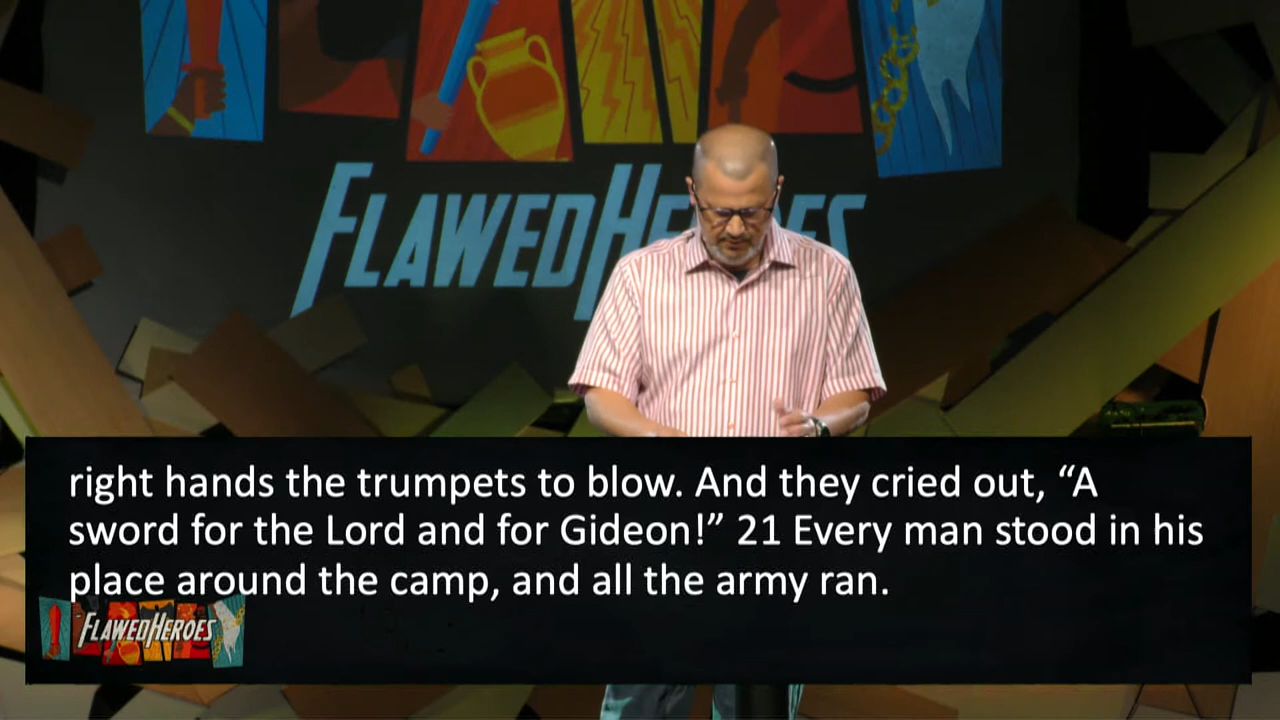 FLAWEDHEROES
right hands the trumpets to blow. And they cried out, “A
sword for the Lord and for Gideon!” 21 Every man stood in his
place around the camp, and all the army ran.
FLAWEDHEROES